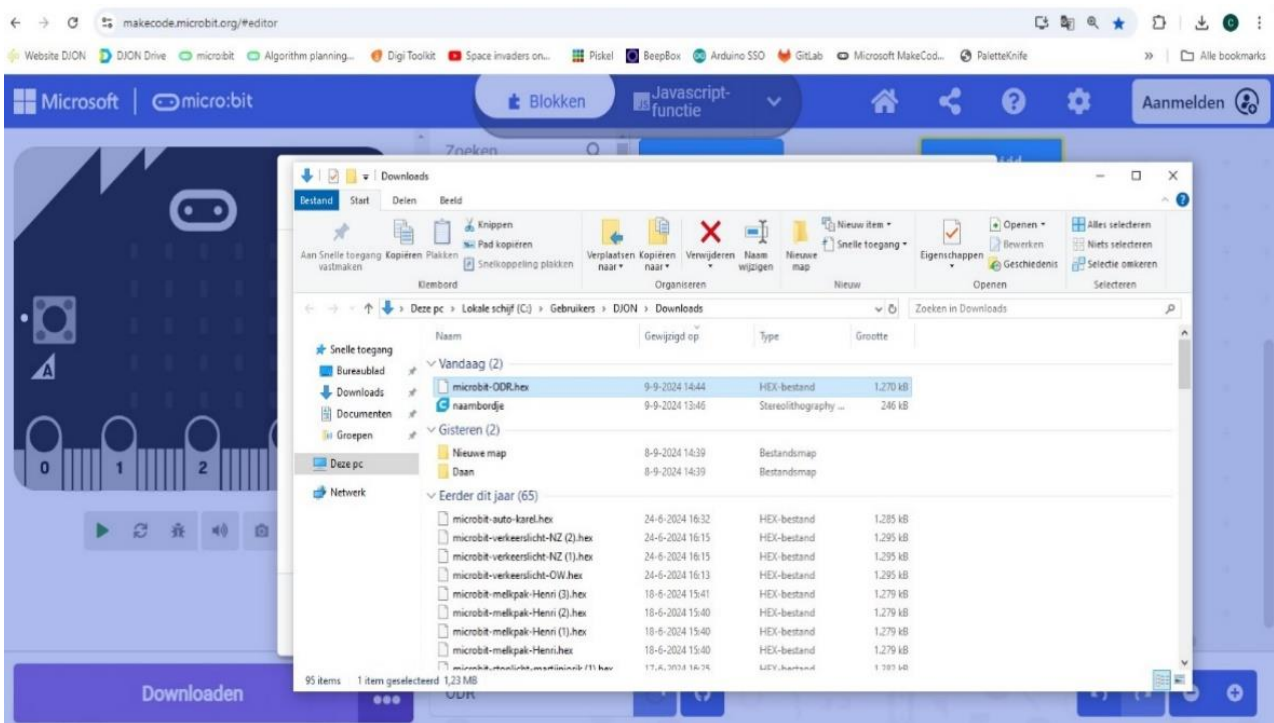 makecode.microbit.org/#editor
C
Website DJON DJON Drive micro:bit Algorithm planning... Digi Toolkit Space invaders on... Piskel BeepBox Arduino SSO GitLab Microsoft MakeCod... PaletteKnife » Alle bookmarks
Microsoft micro:bit Blokken JS Javascript-functie Aanmelden
Zoeken
Downloads
Bestand Start Delen Beeld
Aan Snelle toegang vastmaken
Kopiëren
Plakken
Knippen
Pad kopiëren
Snelkoppeling plakken
Verplaatsen naar
Kopiëren naar
Verwijderen
Naam wijzigen
Nieuwe map
Nieuw item
Snelle toegang
Eigenschappen
Openen
Bewerken
Geschiedenis
Alles selecteren
Niets selecteren
Selectie omkeren
Klembord Organiseren Nieuw Openen Selecteren
Deze pc > Lokale schijf (C:) > Gebruikers > DJON > Downloads
Zoeken in Downloads
Snelle toegang
Bureaublad
Downloads
Documenten
Groepen
Deze pc
Netwerk
Naam Gewijzigd op Type Grootte
Vandaag (2)
microbit-ODR.hex 9-9-2024 14:44 HEX-bestand 1.270 kB
naambordje 9-9-2024 13:46 Stereolithography ... 246 kB
Gisteren (2)
Nieuwe map 8-9-2024 14:39 Bestandsmap
Daan 8-9-2024 14:39 Bestandsmap
Eerder dit jaar (65)
microbit-auto-karel.hex 24-6-2024 16:32 HEX-bestand 1.285 kB
microbit-verkeerslicht-NZ (2).hex 24-6-2024 16:15 HEX-bestand 1.295 kB
microbit-verkeerslicht-NZ (1).hex 24-6-2024 16:15 HEX-bestand 1.295 kB
microbit-verkeerslicht-OW.hex 24-6-2024 16:13 HEX-bestand 1.295 kB
microbit-melkpak-Henri (3).hex 18-6-2024 15:41 HEX-bestand 1.279 kB
microbit-melkpak-Henri (2).hex 18-6-2024 15:40 HEX-bestand 1.279 kB
microbit-melkpak-Henri (1).hex 18-6-2024 15:40 HEX-bestand 1.279 kB
microbit-melkpak-Henri.hex 18-6-2024 15:40 HEX-bestand 1.279 kB
17-6-2024 16:25 HEX-bestand
95 items 1 item geselecteerd 1,23 MB
A
0 1 2
Downloaden
ODR